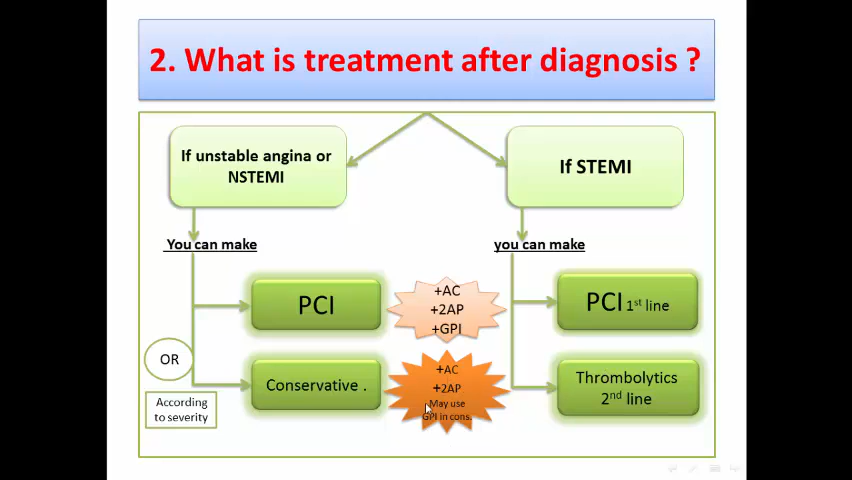 2. What is treatment after diagnosis ?
If unstable angina or
NSTEMI
If STEMI
You can make
you can make
PCI
+AC
+2AP
+GPI
PCI 1st line
OR
Conservative .
+AC
+2AP
May use
GPI in cons.
Thrombolytics
2nd line
According
to severity